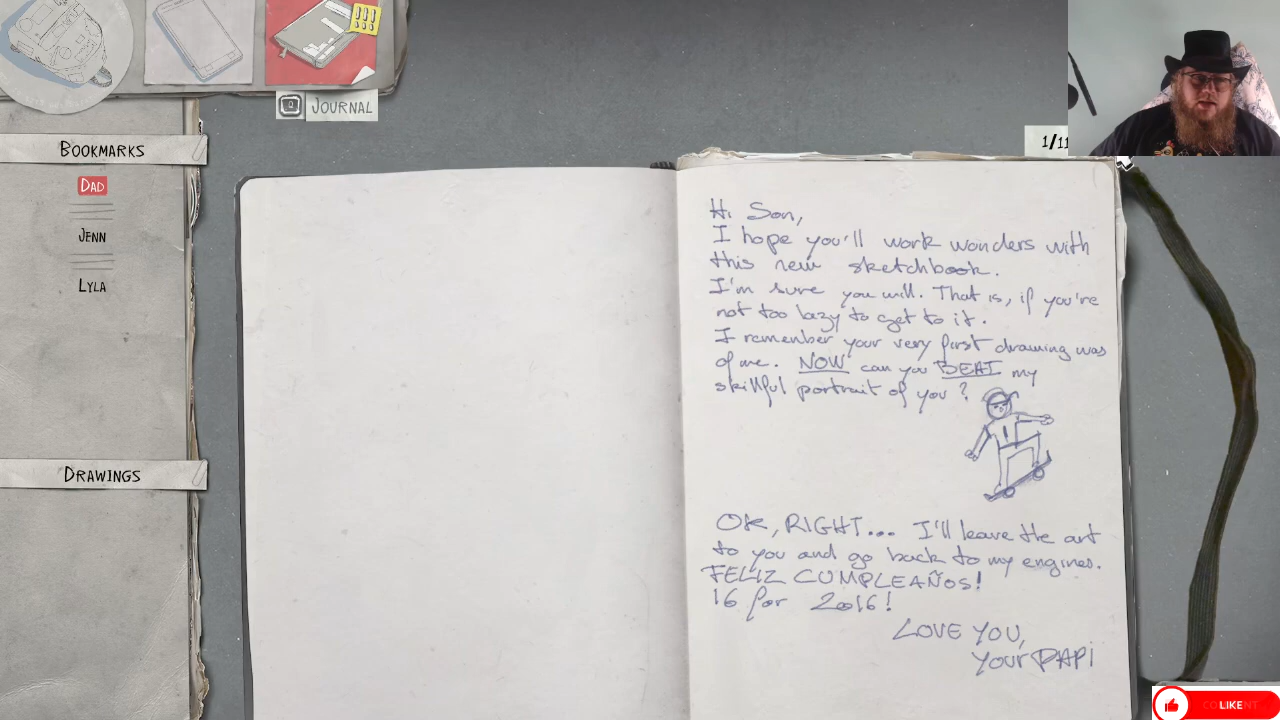 JOURNAL
1/11
BOOKMARKS
DAD
JENN
LYLA
DRAWINGS
Hi Son,
I hope you'll work wonders with
this new sketchbook.
I'm sure you will. That is, if you're
not too lazy to get to it.
I remember your very first drawing was
of me. NOW can you BEAT my
skillful portrait of you?
OK, RIGHT... I'll leave the art
to you and go back to my engines.
FELIZ CUMPLEAÑOS!
16 for 2016!
LOVE YOU,
Your PAPI
LIKE